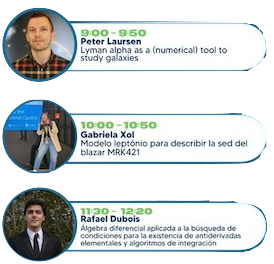 9:00 - 9:50
Peter Laursen
Lyman alpha as a (numerical) tool to
study galaxies
10:00 - 10:50
Gabriela Xol
Modelo leptónio para describir la sed del
blazar MRK421
11:30 - 12:20
Rafael Dubois
Álgebra diferencial aplicada a la búsqueda de
condiciones para la existencia de antiderivadas
elementales y algoritmos de integración